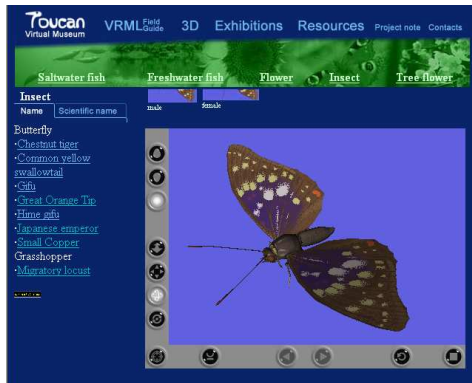 Toucan
Virtual Museum
VRML Field Guide
3D
Exhibitions
Resources
Project note
Contacts
Saltwater fish
Freshwater fish
Flower
Insect
Tree flower
Insect
Name
Scientific name
male
female
Butterfly
·Chestnut tiger
·Common yellow
swallowtail
·Gifu
·Great Orange Tip
·Hime gifu
·Japanese emperor
·Small Copper
Grasshopper
·Migratory locust